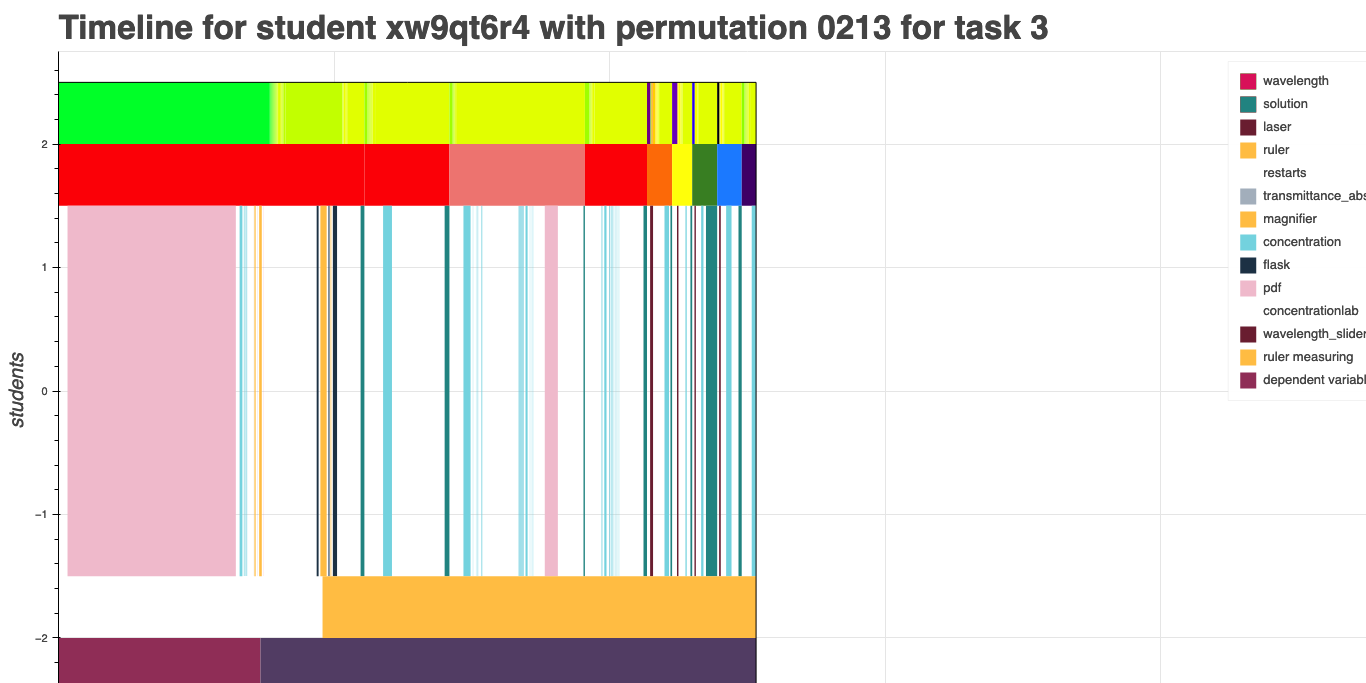 Timeline for student xw9qt6r4 with permutation 0213 for task 3
2
1
0
−1
−2
students
wavelength
solution
laser
ruler
restarts
transmittance_abs
magnifier
concentration
flask
pdf
concentrationlab
wavelength_slider
ruler measuring
dependent variabl